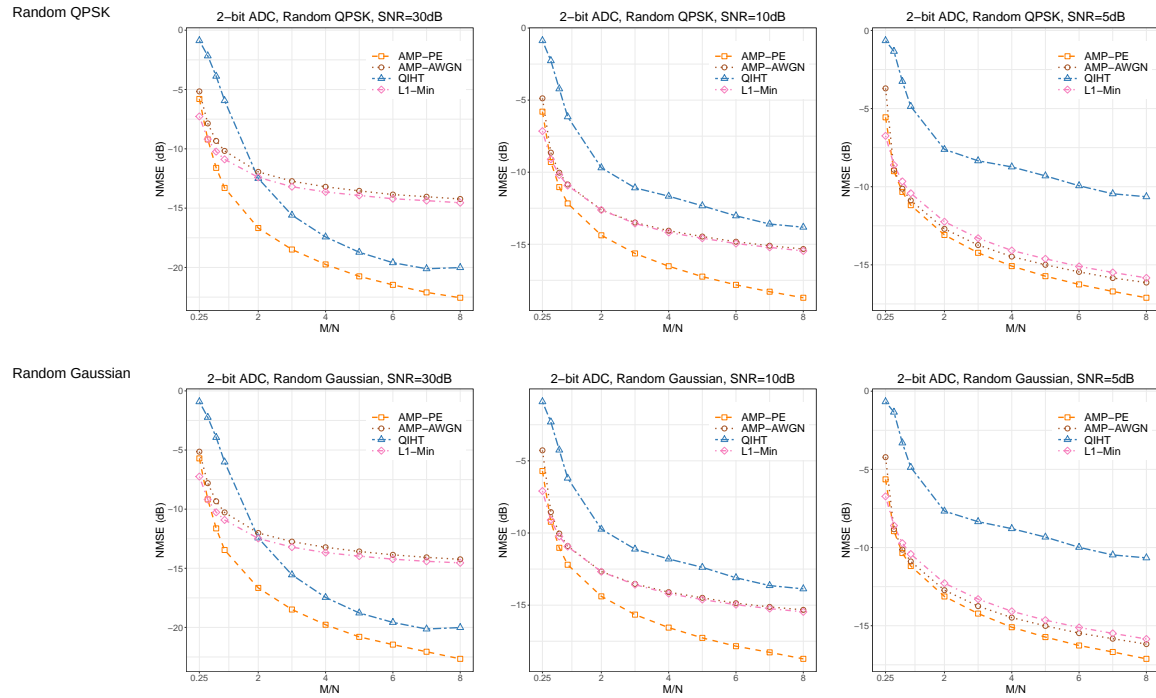 Random QPSK
2-bit ADC, Random QPSK, SNR=30dB
0
−5
−10
−15
−20
NMSE (dB)
AMP−PE
AMP−AWGN
QIHT
L1−Min
0.25 2 4 6 8
M/N
2-bit ADC, Random QPSK, SNR=10dB
0
−5
−10
−15
NMSE (dB)
AMP−PE
AMP−AWGN
QIHT
L1−Min
0.25 2 4 6 8
M/N
2-bit ADC, Random QPSK, SNR=5dB
0
−5
−10
−15
NMSE (dB)
AMP−PE
AMP−AWGN
QIHT
L1−Min
0.25 2 4 6 8
M/N
Random Gaussian
2-bit ADC, Random Gaussian, SNR=30dB
0
−5
−10
−15
−20
NMSE (dB)
AMP−PE
AMP−AWGN
QIHT
L1−Min
0.25 2 4 6 8
M/N
2-bit ADC, Random Gaussian, SNR=10dB
−5
−10
−15
NMSE (dB)
AMP−PE
AMP−AWGN
QIHT
L1−Min
0.25 2 4 6 8
M/N
2-bit ADC, Random Gaussian, SNR=5dB
0
−5
−10
−15
NMSE (dB)
AMP−PE
AMP−AWGN
QIHT
L1−Min
0.25 2 4 6 8
M/N